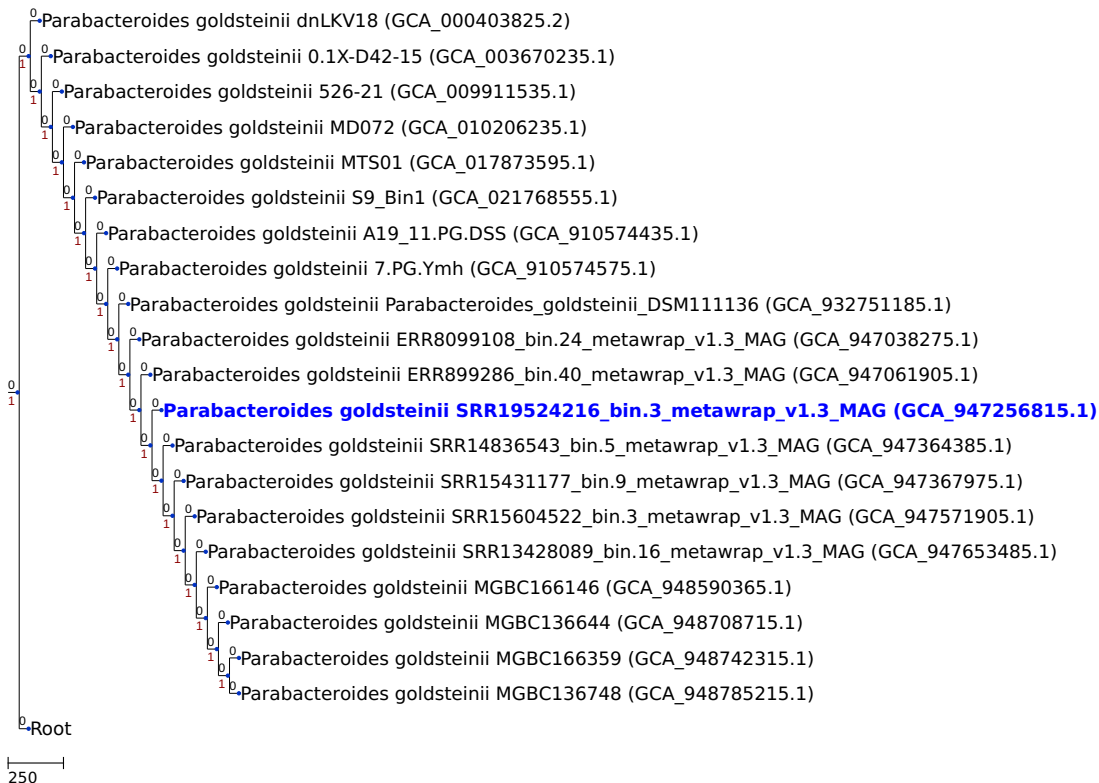 Parabacteroides goldsteinii dnLKV18 (GCA_000403825.2)
Parabacteroides goldsteinii 0.1X-D42-15 (GCA_003670235.1)
Parabacteroides goldsteinii 526-21 (GCA_009911535.1)
Parabacteroides goldsteinii MD072 (GCA_010206235.1)
Parabacteroides goldsteinii MTS01 (GCA_017873595.1)
Parabacteroides goldsteinii S9_Bin1 (GCA_021768555.1)
Parabacteroides goldsteinii A19_11.PG.DSS (GCA_910574435.1)
Parabacteroides goldsteinii 7.PG.Ymh (GCA_910574575.1)
Parabacteroides goldsteinii Parabacteroides_goldsteinii_DSM111136 (GCA_932751185.1)
Parabacteroides goldsteinii ERR8099108_bin.24_metawrap_v1.3_MAG (GCA_947038275.1)
Parabacteroides goldsteinii ERR899286_bin.40_metawrap_v1.3_MAG (GCA_947061905.1)
Parabacteroides goldsteinii SRR19524216_bin.3_metawrap_v1.3_MAG (GCA_947256815.1)
Parabacteroides goldsteinii SRR14836543_bin.5_metawrap_v1.3_MAG (GCA_947364385.1)
Parabacteroides goldsteinii SRR15431177_bin.9_metawrap_v1.3_MAG (GCA_947367975.1)
Parabacteroides goldsteinii SRR15604522_bin.3_metawrap_v1.3_MAG (GCA_947571905.1)
Parabacteroides goldsteinii SRR13428089_bin.16_metawrap_v1.3_MAG (GCA_947653485.1)
Parabacteroides goldsteinii MGBC166146 (GCA_948590365.1)
Parabacteroides goldsteinii MGBC136644 (GCA_948708715.1)
Parabacteroides goldsteinii MGBC166359 (GCA_948742315.1)
Parabacteroides goldsteinii MGBC136748 (GCA_948785215.1)
Root
250